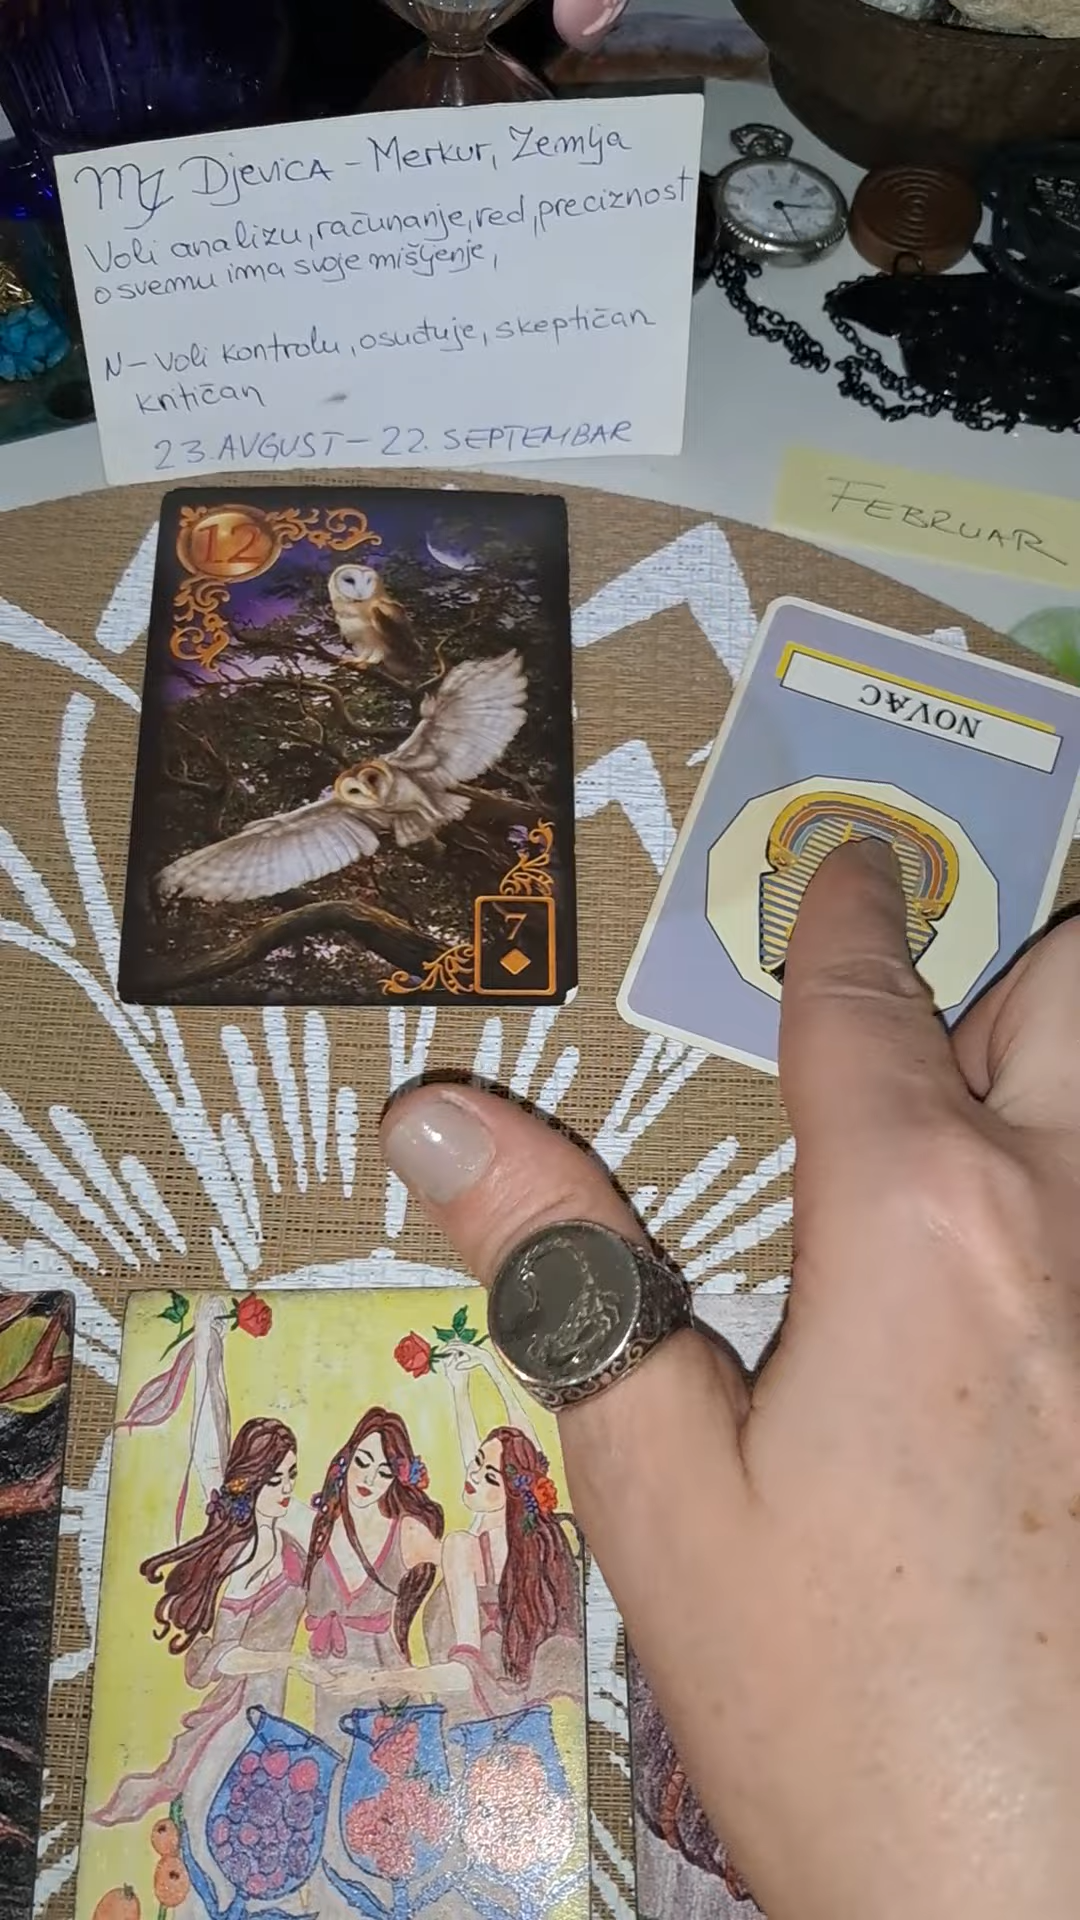 ♍ Djevica - Merkur, Zemlja
Voli analizu, računanje, red, preciznost
o svemu ima svoje mišljenje,
N- Voli kontrolu, osuđuje, skeptičan
kritičan
23. AVGUST - 22. SEPTEMBAR
FEBRUAR
12
NOVAC
7